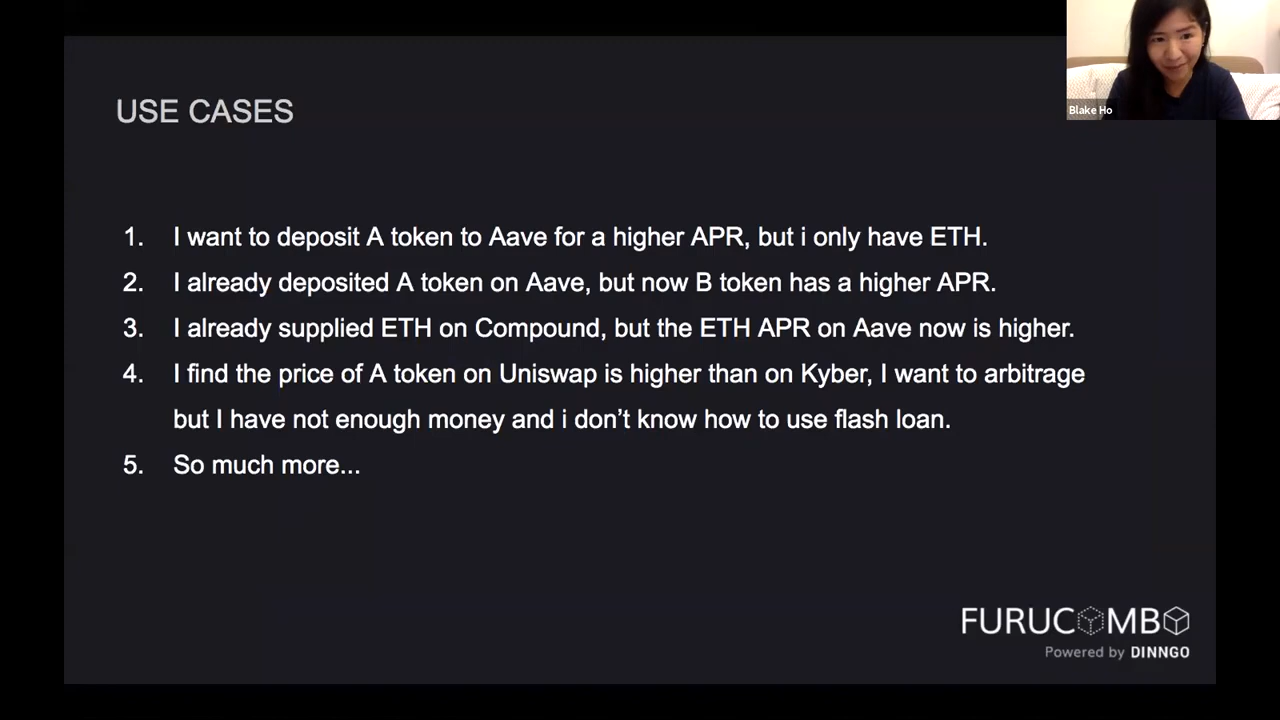 USE CASES
Blake Ho
1. I want to deposit A token to Aave for a higher APR, but i only have ETH.
2. I already deposited A token on Aave, but now B token has a higher APR.
3. I already supplied ETH on Compound, but the ETH APR on Aave now is higher.
4. I find the price of A token on Uniswap is higher than on Kyber, I want to arbitrage
but I have not enough money and i don’t know how to use flash loan.
5. So much more...
FURUCOMBO
Powered by DINNGO